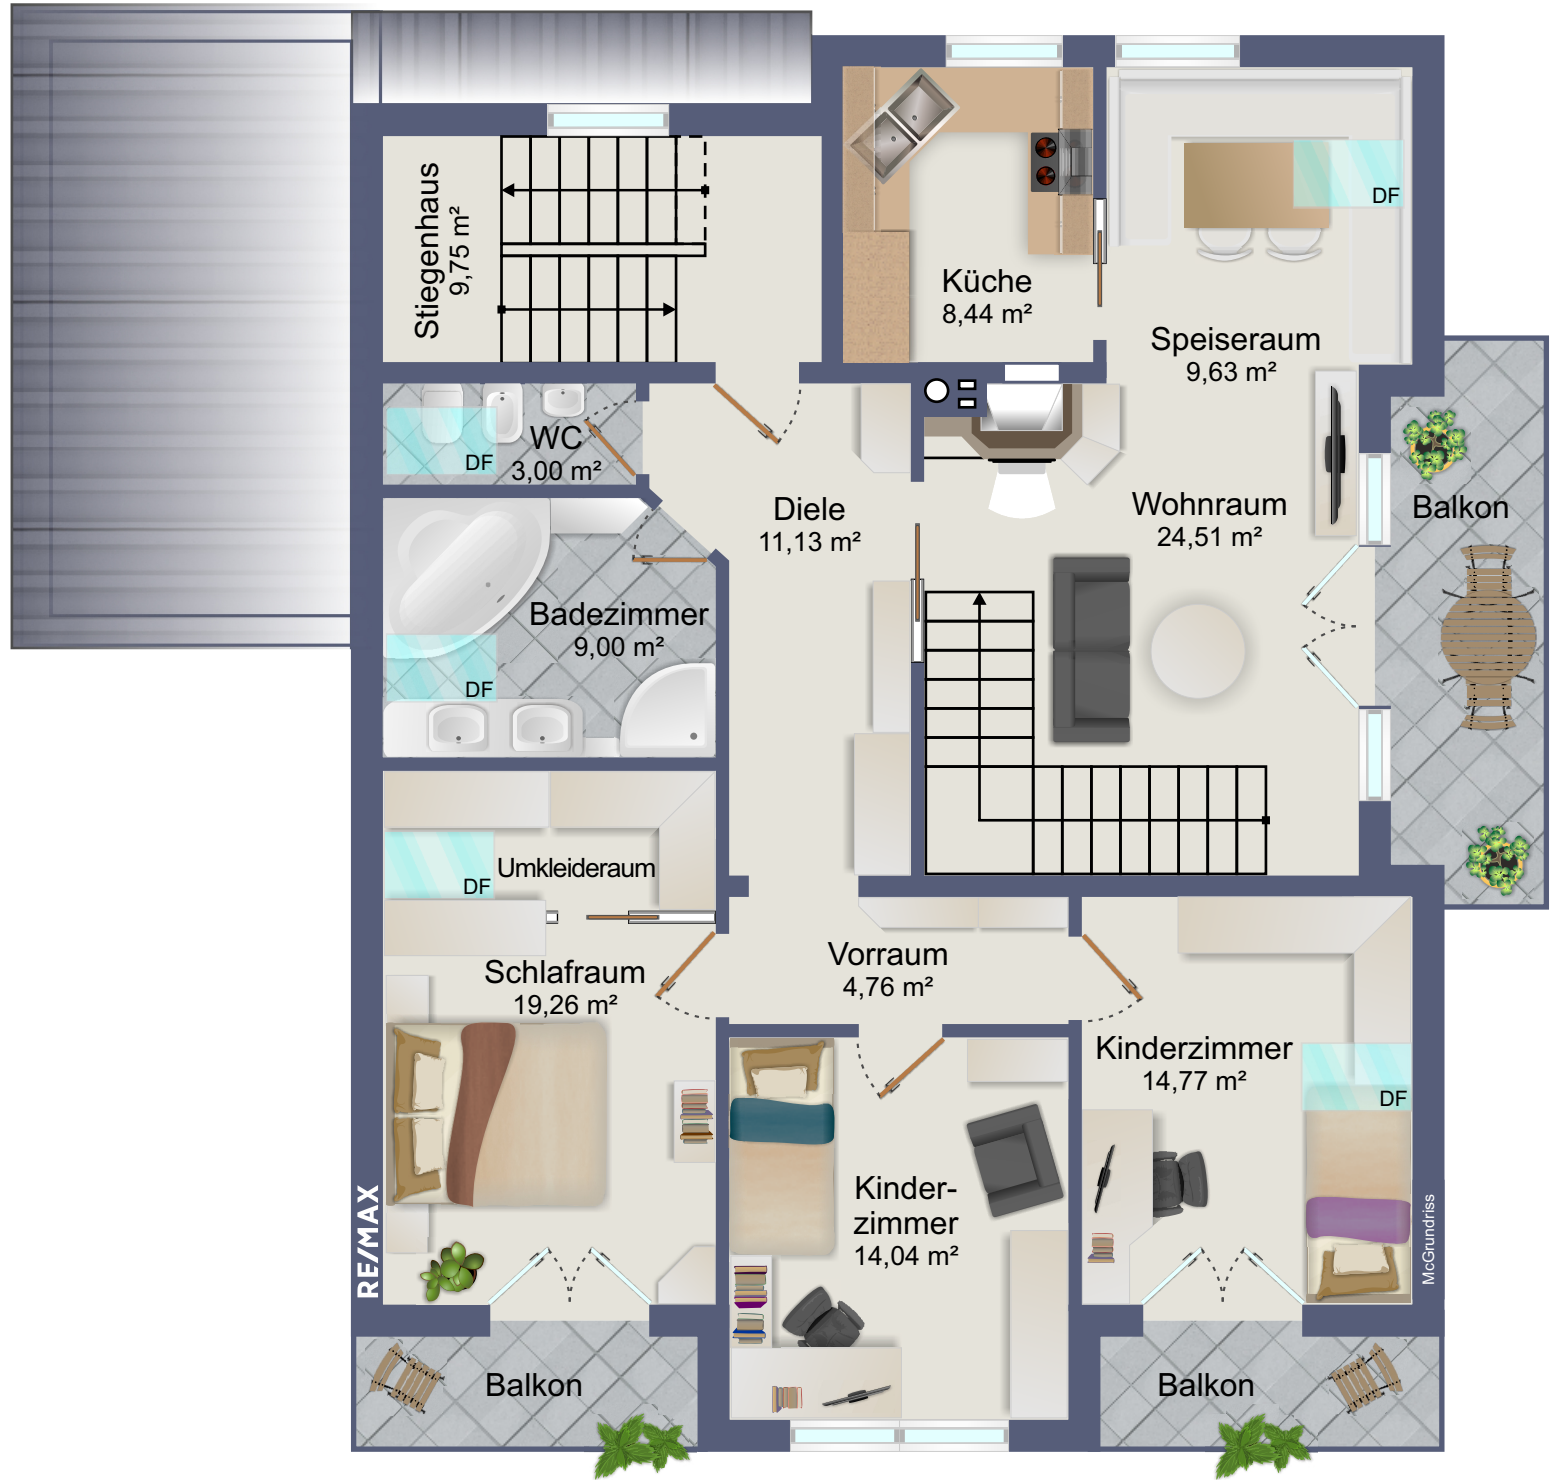 Stiegenhaus
9,75 m²
Küche
8,44 m²
DF
Speiseraum
9,63 m²
WC
DF
3,00 m²
Diele
11,13 m²
Wohnraum
24,51 m²
Balkon
Badezimmer
9,00 m²
DF
Umkleideraum
DF
Schlafraum
19,26 m²
Vorraum
4,76 m²
Kinderzimmer
14,77 m²
DF
Kinder-
zimmer
14,04 m²
RE/MAX
McGrundriss
Balkon
Balkon